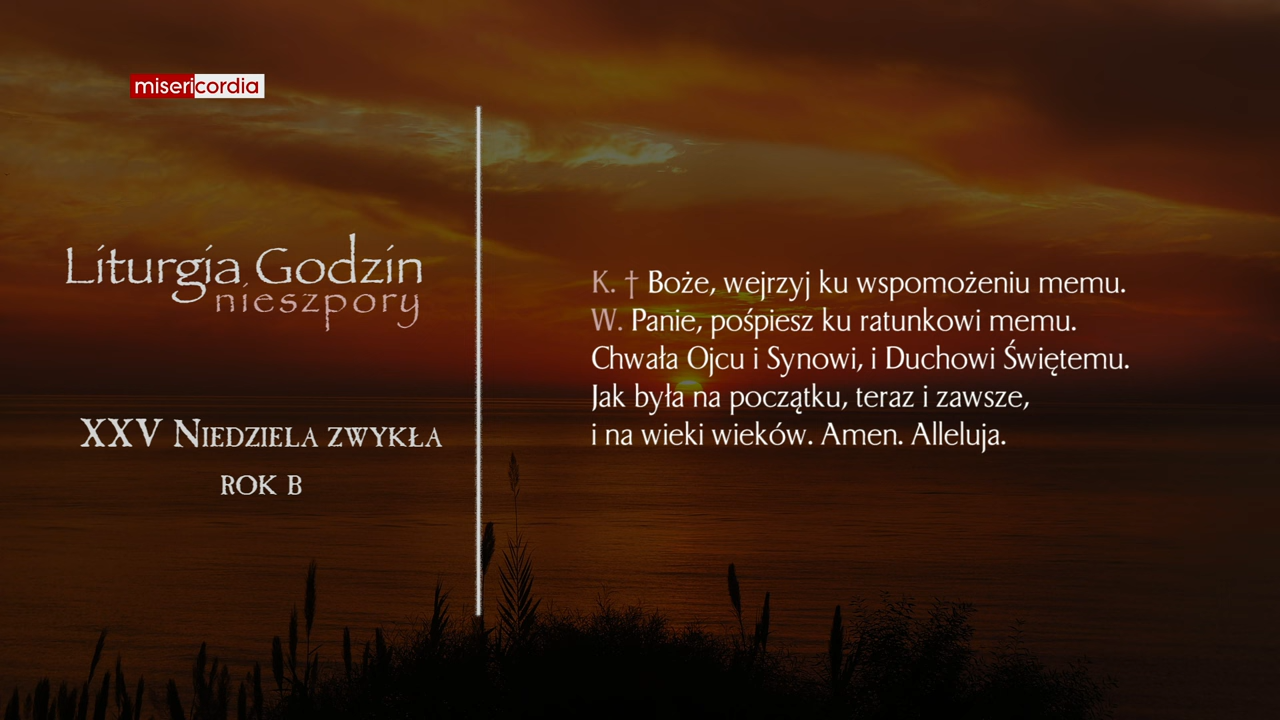 misericordia
Liturgia Godzin
nieszpory
XXV Niedziela zwykła
rok B
K. † Boże, wejrzyj ku wspomożeniu memu.
W. Panie, pośpiesz ku ratunkowi memu.
Chwała Ojcu i Synowi, i Duchowi Świętemu.
Jak była na początku, teraz i zawsze,
i na wieki wieków. Amen. Alleluja.